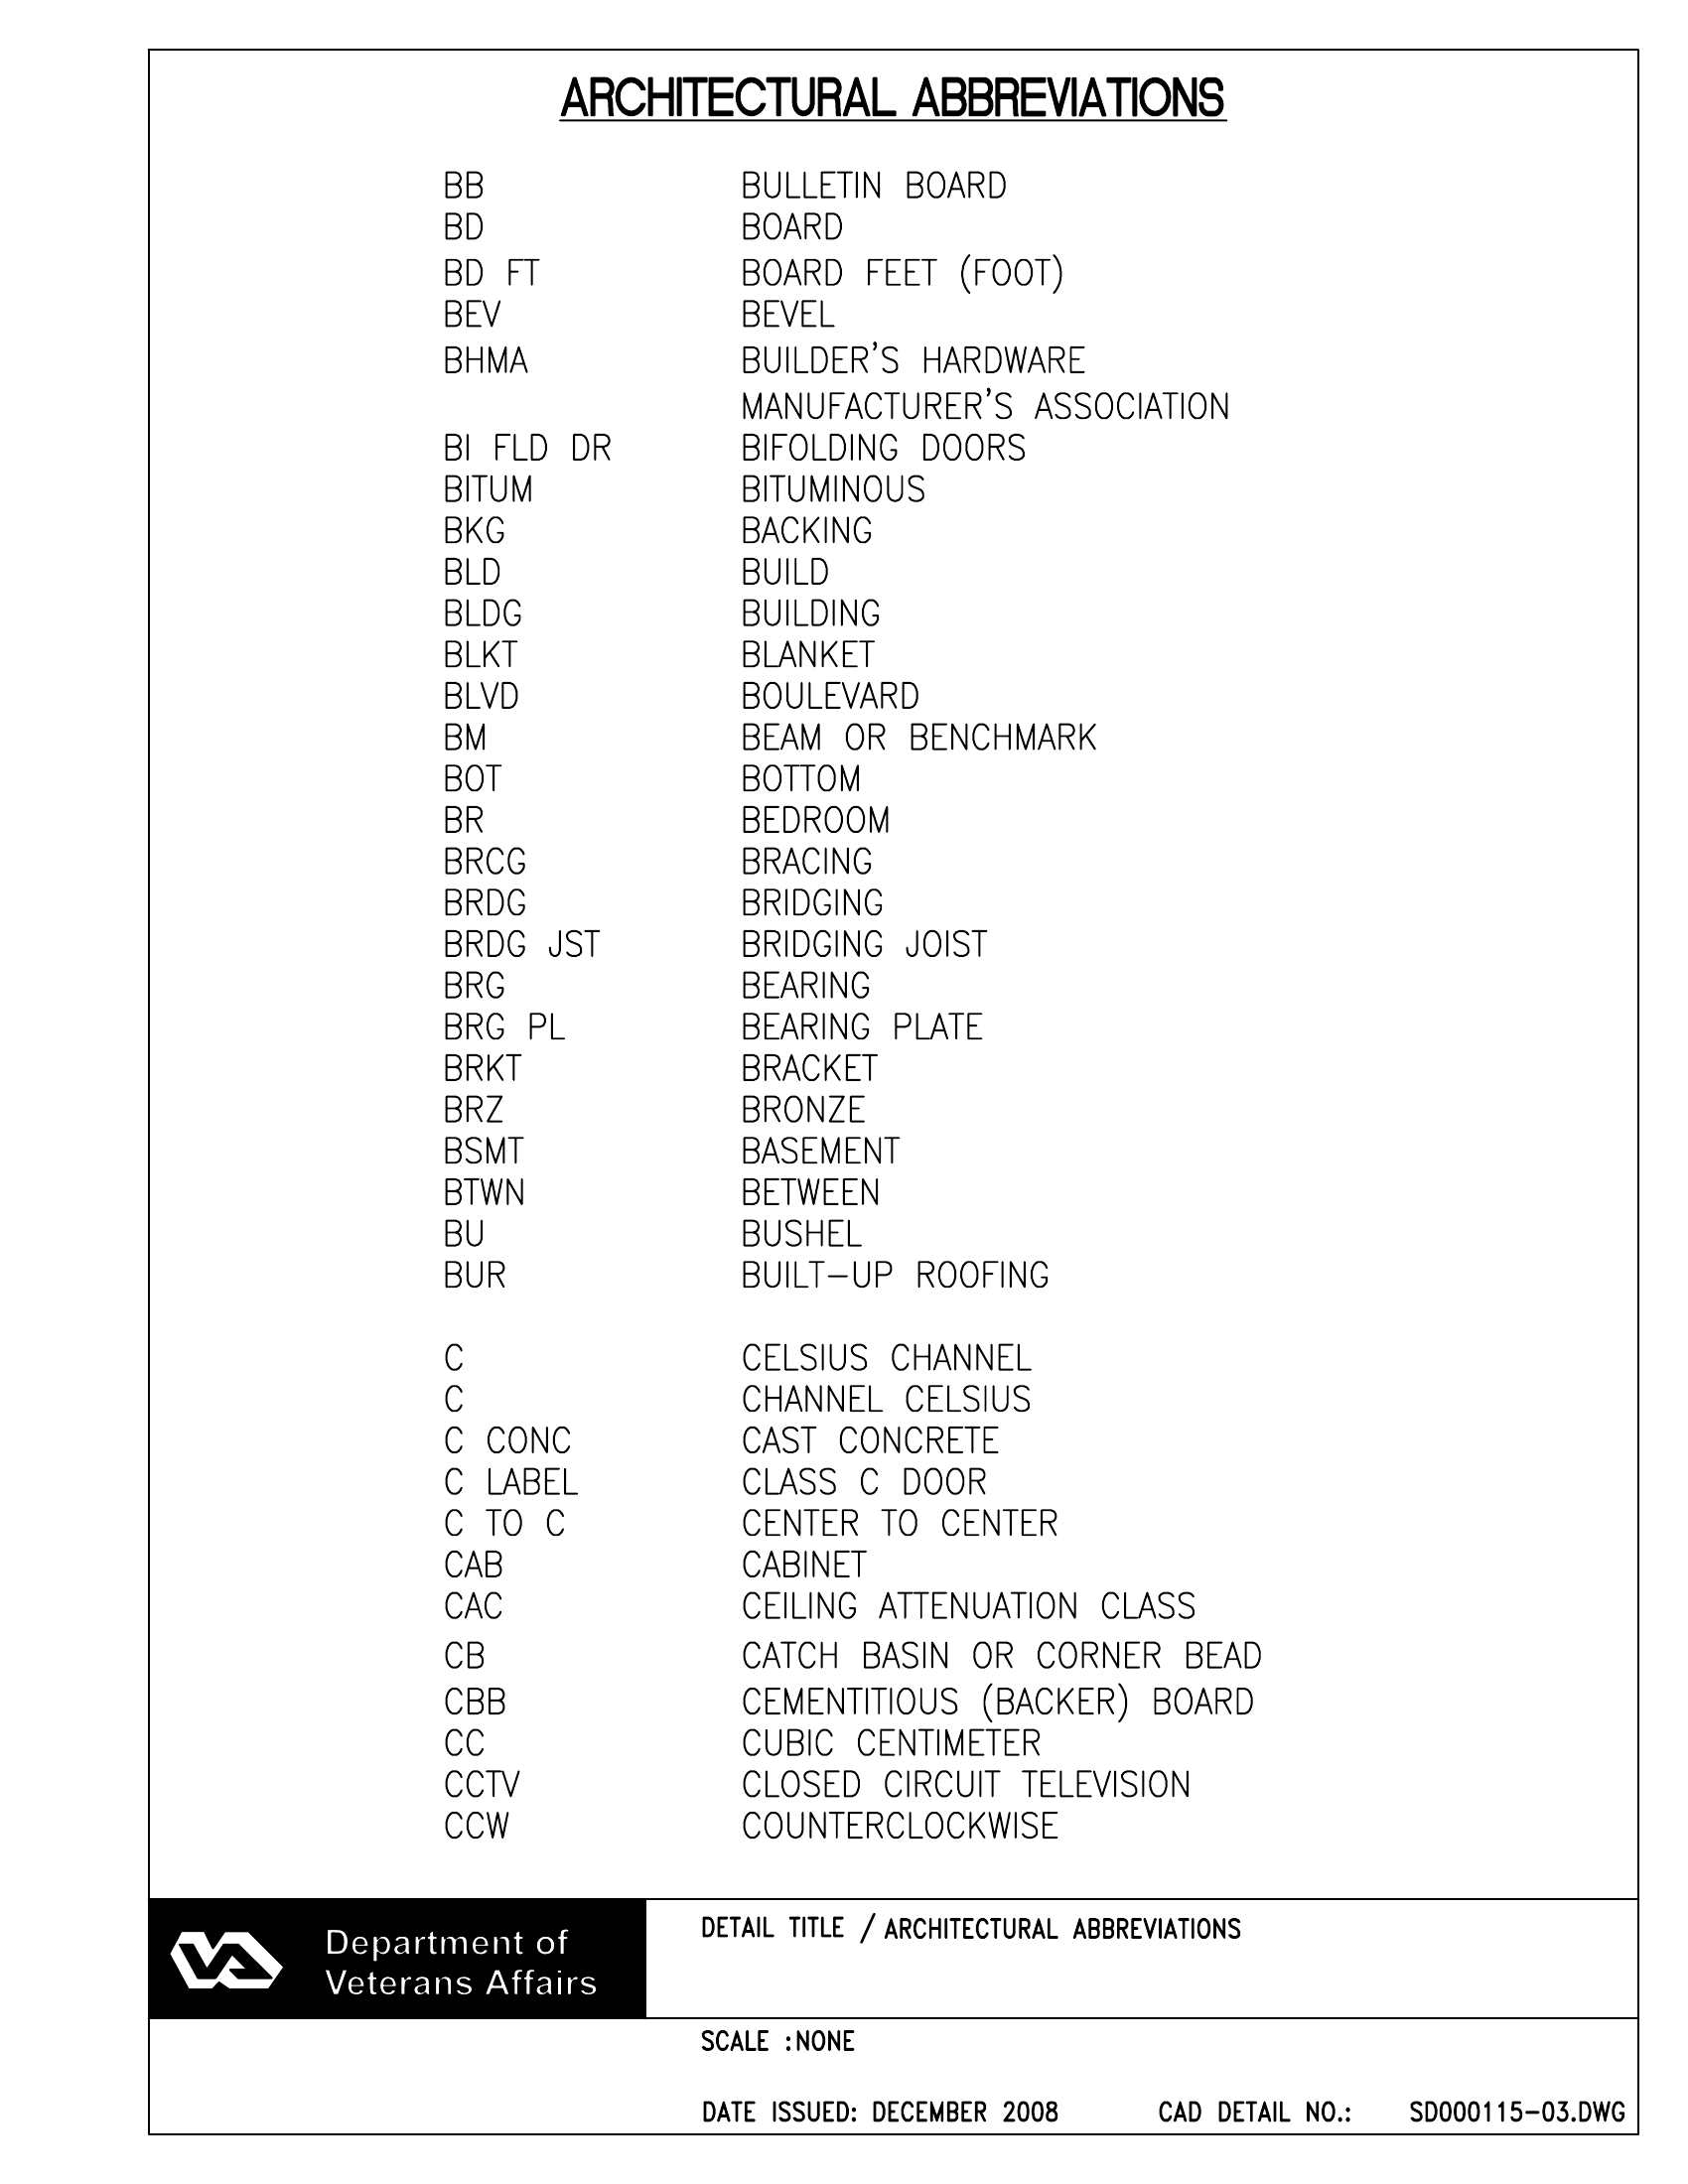 ARCHITECTURAL ABBREVIATIONS
BB BULLETIN BOARD
BD BOARD
BD FT BOARD FEET (FOOT)
BEV BEVEL
BHMA BUILDER'S HARDWARE
MANUFACTURER'S ASSOCIATION
BI FLD DR BIFOLDING DOORS
BITUM BITUMINOUS
BKG BACKING
BLD BUILD
BLDG BUILDING
BLKT BLANKET
BLVD BOULEVARD
BM BEAM OR BENCHMARK
BOT BOTTOM
BR BEDROOM
BRCG BRACING
BRDG BRIDGING
BRDG JST BRIDGING JOIST
BRG BEARING
BRG PL BEARING PLATE
BRKT BRACKET
BRZ BRONZE
BSMT BASEMENT
BTWN BETWEEN
BU BUSHEL
BUR BUILT-UP ROOFING
C CELSIUS CHANNEL
C CHANNEL CELSIUS
C CONC CAST CONCRETE
C LABEL CLASS C DOOR
C TO C CENTER TO CENTER
CAB CABINET
CAC CEILING ATTENUATION CLASS
CB CATCH BASIN OR CORNER BEAD
CBB CEMENTITIOUS (BACKER) BOARD
CC CUBIC CENTIMETER
CCTV CLOSED CIRCUIT TELEVISION
CCW COUNTERCLOCKWISE
Department of
Veterans Affairs
DETAIL TITLE / ARCHITECTURAL ABBREVIATIONS
SCALE :NONE
DATE ISSUED: DECEMBER 2008 CAD DETAIL NO.: SD000115-03.DWG